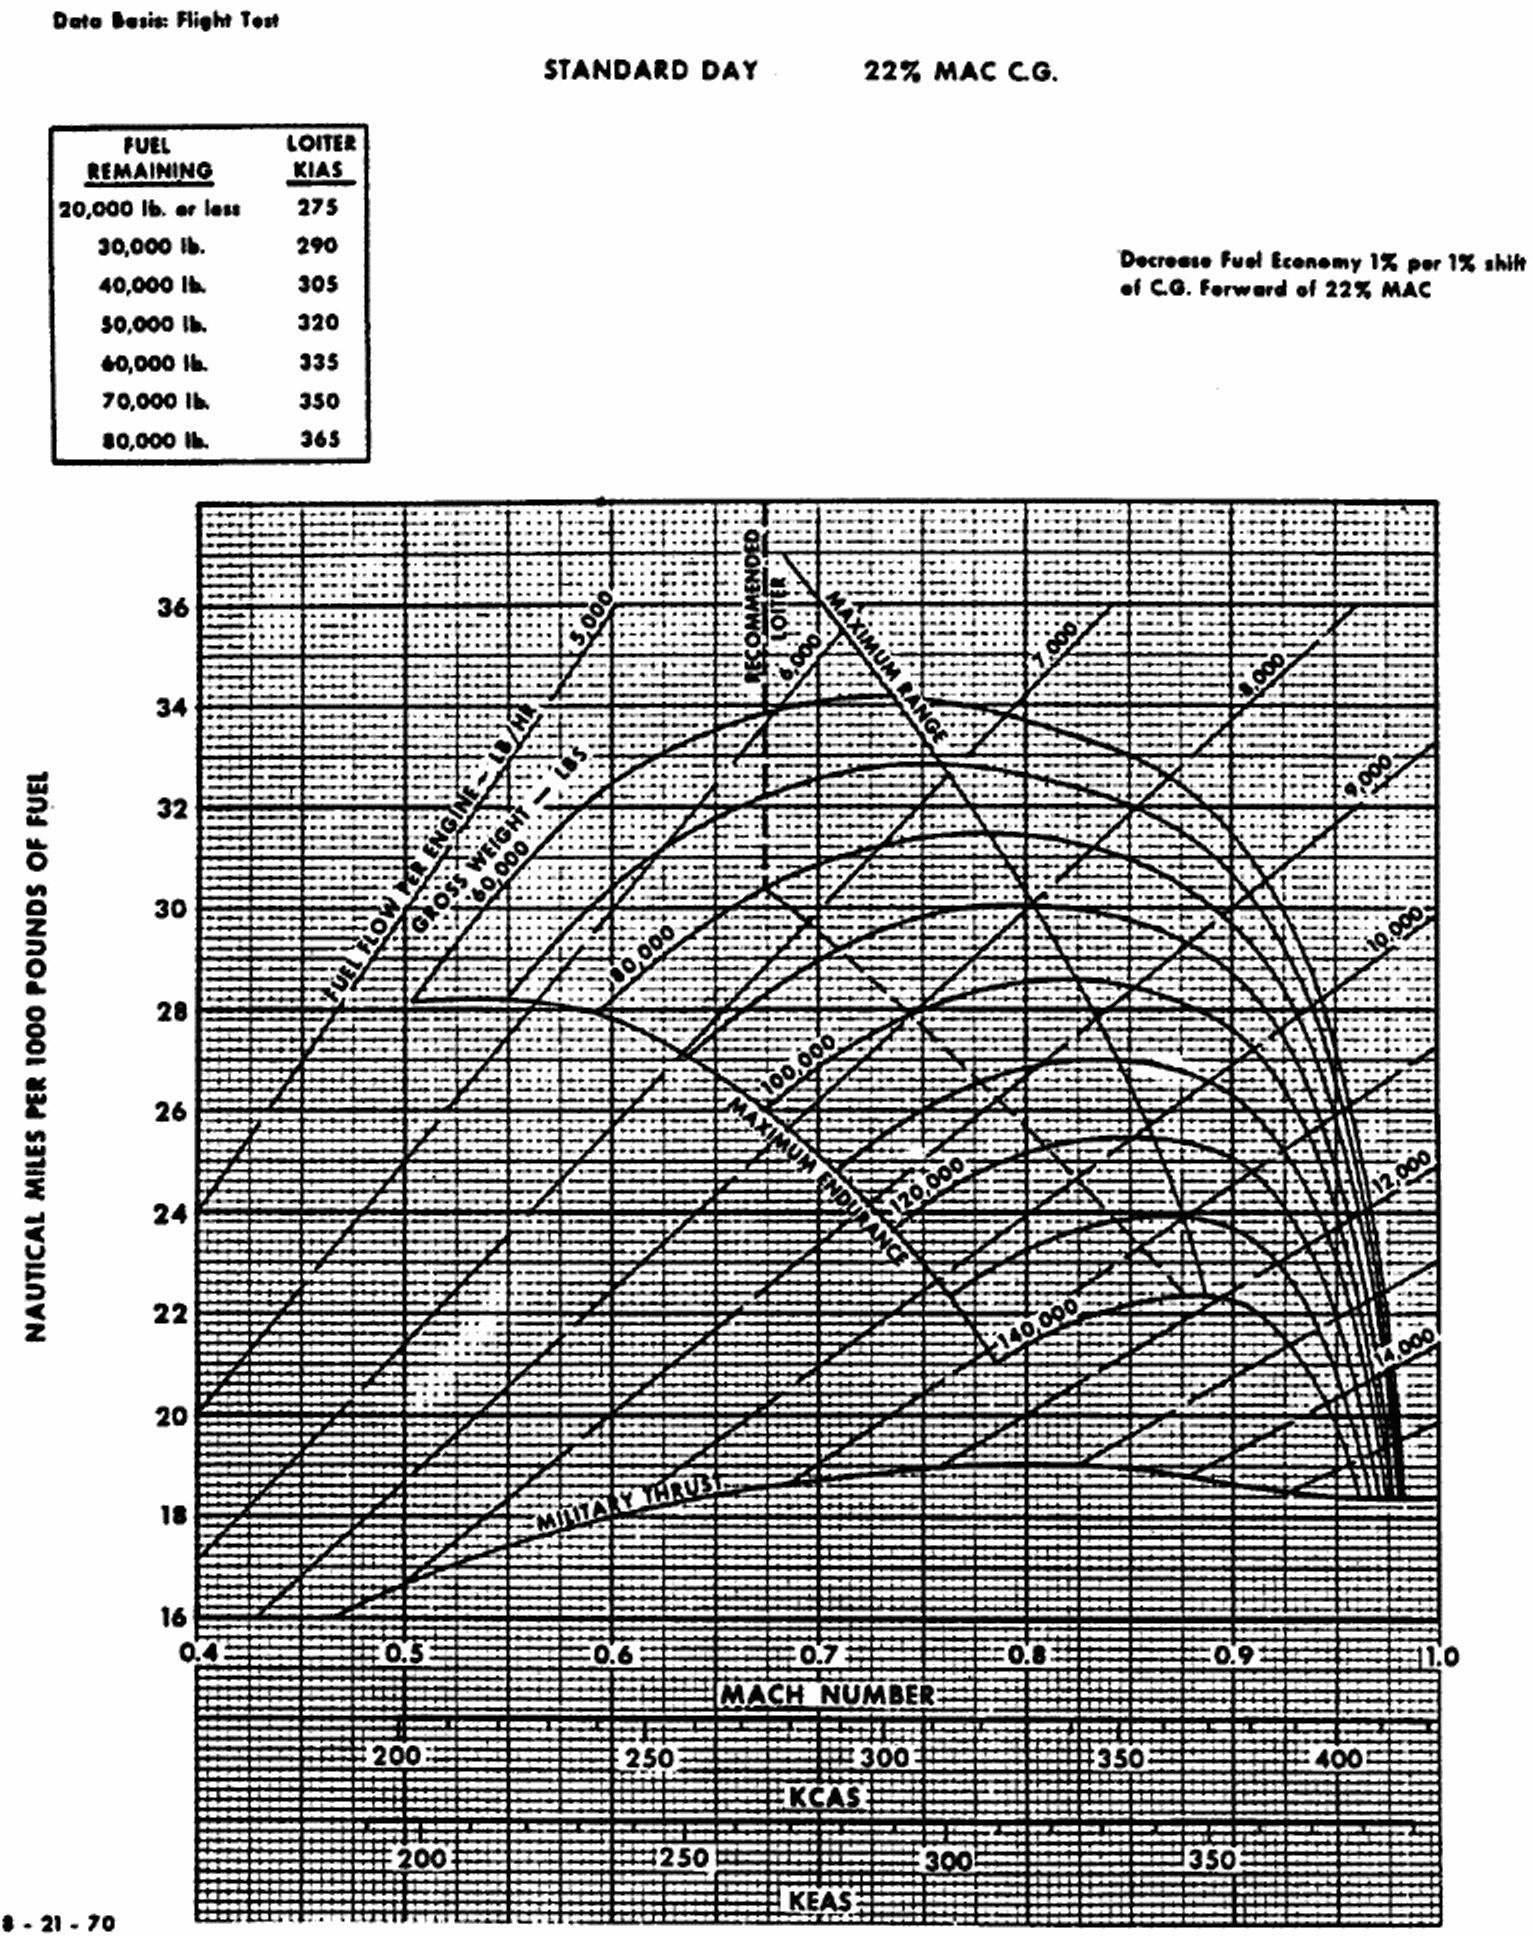 Data Basis: Flight Test
STANDARD DAY 22% MAC C.G.
FUEL REMAINING LOITER KIAS
20,000 lb. or less 275
30,000 lb. 290
40,000 lb. 305
50,000 lb. 320
60,000 lb. 335
70,000 lb. 350
80,000 lb. 365
Decrease Fuel Economy 1% per 1% shift
of C.G. Forward of 22% MAC
NAUTICAL MILES PER 1000 POUNDS OF FUEL
36
34
32
30
28
26
24
22
20
18
16
FUEL FLOW PER ENGINE ~ LB/HR
5,000
6,000
7,000
8,000
9,000
10,000
12,000
14,000
GROSS WEIGHT — LBS
60,000
80,000
100,000
120,000
140,000
RECOMMENDED
LOITER
MAXIMUM RANGE
MAXIMUM ENDURANCE
MILITARY THRUST
0.4 0.5 0.6 0.7 0.8 0.9 1.0
MACH NUMBER
200 250 300 350 400
KCAS
200 250 300 350
KEAS
8 - 21 - 70